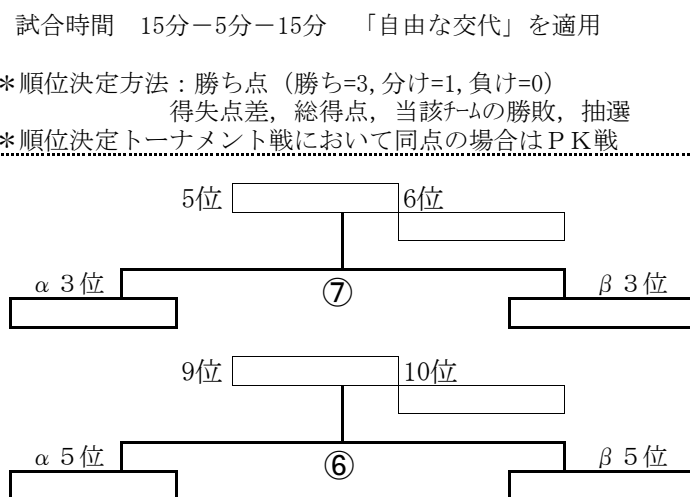 試合時間　15分－5分－15分　「自由な交代」を適用
＊順位決定方法：勝ち点（勝ち=3,分け=1,負け=0）
得失点差，総得点，当該ﾁｰﾑの勝敗，抽選
＊順位決定トーナメント戦において同点の場合はＰＫ戦
5位 6位
α３位 ⑦ β３位
9位 10位
α５位 ⑥ β５位